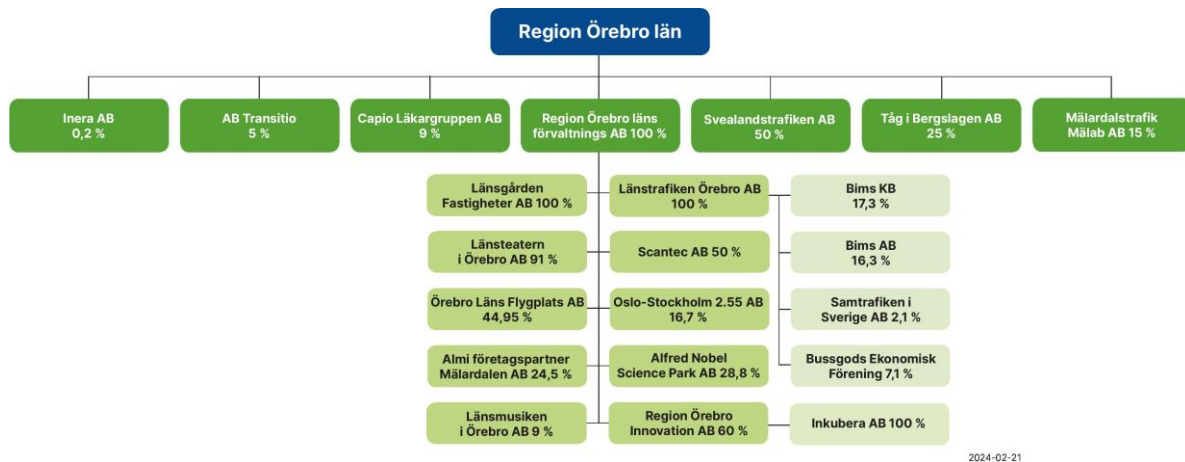 Region Örebro län
Inera AB
0,2 %
AB Transitio
5 %
Capio Läkargruppen AB
9 %
Region Örebro läns
förvaltnings AB 100 %
Svealandstrafiken AB
50 %
Tåg i Bergslagen AB
25 %
Mälardalstrafik
Mälab AB 15 %
Länsgården
Fastigheter AB 100 %
Länstrafiken Örebro AB
100 %
Bims KB
17,3 %
Länsteatern
i Örebro AB 91 %
Scantec AB 50 %
Bims AB
16,3 %
Örebro Läns Flygplats AB
44,95 %
Oslo-Stockholm 2.55 AB
16,7 %
Samtrafiken i
Sverige AB 2,1 %
Almi företagspartner
Mälardalen AB 24,5 %
Alfred Nobel
Science Park AB 28,8 %
Bussgods Ekonomisk
Förening 7,1 %
Länsmusiken
i Örebro AB 9 %
Region Örebro
Innovation AB 60 %
Inkubera AB 100 %
2024-02-21